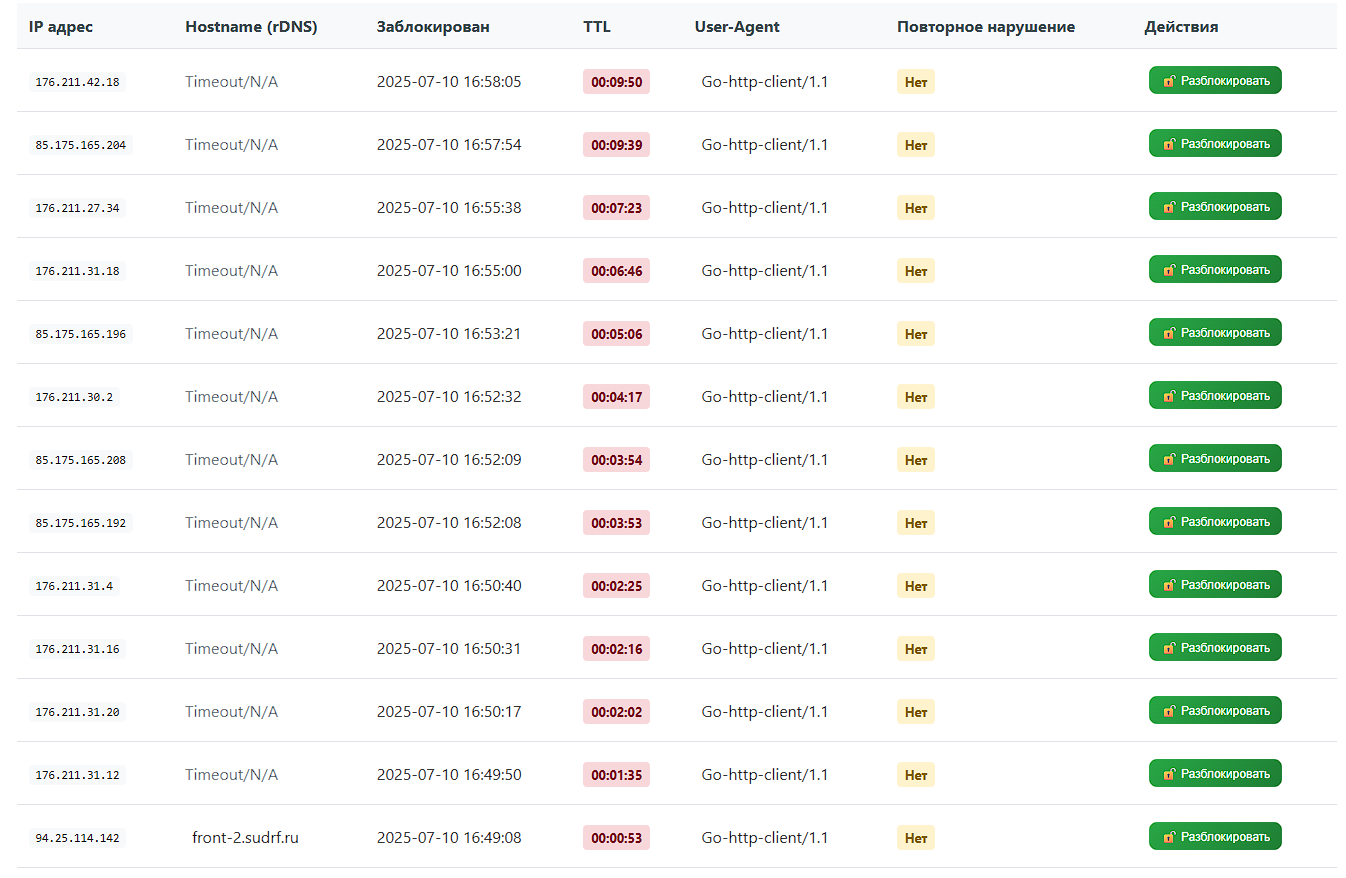 IP адрес Hostname (rDNS) Заблокирован TTL User-Agent Повторное нарушение Действия
176.211.42.18 Timeout/N/A 2025-07-10 16:58:05 00:09:50 Go-http-client/1.1 Нет Разблокировать
85.175.165.204 Timeout/N/A 2025-07-10 16:57:54 00:09:39 Go-http-client/1.1 Нет Разблокировать
176.211.27.34 Timeout/N/A 2025-07-10 16:55:38 00:07:23 Go-http-client/1.1 Нет Разблокировать
176.211.31.18 Timeout/N/A 2025-07-10 16:55:00 00:06:46 Go-http-client/1.1 Нет Разблокировать
85.175.165.196 Timeout/N/A 2025-07-10 16:53:21 00:05:06 Go-http-client/1.1 Нет Разблокировать
176.211.30.2 Timeout/N/A 2025-07-10 16:52:32 00:04:17 Go-http-client/1.1 Нет Разблокировать
85.175.165.208 Timeout/N/A 2025-07-10 16:52:09 00:03:54 Go-http-client/1.1 Нет Разблокировать
85.175.165.192 Timeout/N/A 2025-07-10 16:52:08 00:03:53 Go-http-client/1.1 Нет Разблокировать
176.211.31.4 Timeout/N/A 2025-07-10 16:50:40 00:02:25 Go-http-client/1.1 Нет Разблокировать
176.211.31.16 Timeout/N/A 2025-07-10 16:50:31 00:02:16 Go-http-client/1.1 Нет Разблокировать
176.211.31.20 Timeout/N/A 2025-07-10 16:50:17 00:02:02 Go-http-client/1.1 Нет Разблокировать
176.211.31.12 Timeout/N/A 2025-07-10 16:49:50 00:01:35 Go-http-client/1.1 Нет Разблокировать
94.25.114.142 front-2.sudrf.ru 2025-07-10 16:49:08 00:00:53 Go-http-client/1.1 Нет Разблокировать